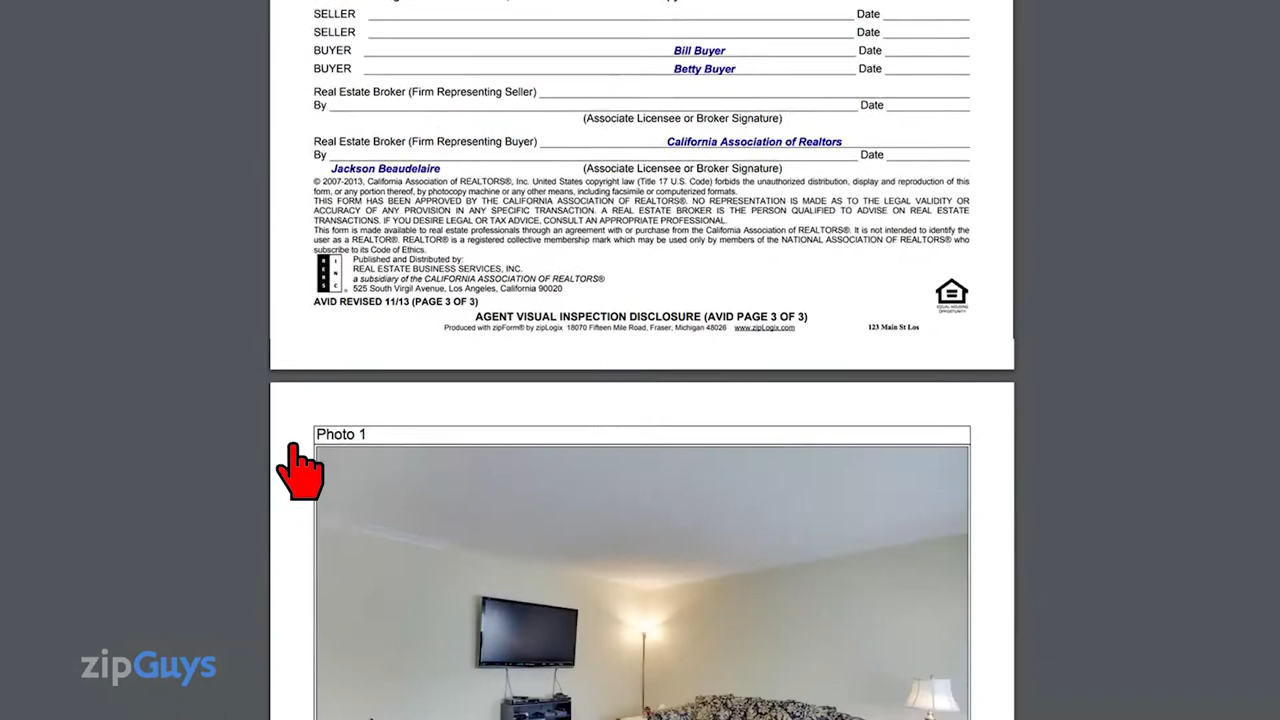 SELLER Date
SELLER Date
BUYER Bill Buyer Date
BUYER Betty Buyer Date
Real Estate Broker (Firm Representing Seller)
By Date
(Associate Licensee or Broker Signature)
Real Estate Broker (Firm Representing Buyer) California Association of Realtors
By Date
Jackson Beaudelaire (Associate Licensee or Broker Signature)
© 2007-2013, California Association of REALTORS®, Inc. United States copyright law (Title 17 U.S. Code) forbids the unauthorized distribution, display and reproduction of this
form, or any portion thereof, by photocopy machine or any other means, including facsimile or computerized formats.
THIS FORM HAS BEEN APPROVED BY THE CALIFORNIA ASSOCIATION OF REALTORS®. NO REPRESENTATION IS MADE AS TO THE LEGAL VALIDITY OR
ACCURACY OF ANY PROVISION IN ANY SPECIFIC TRANSACTION. A REAL ESTATE BROKER IS THE PERSON QUALIFIED TO ADVISE ON REAL ESTATE
TRANSACTIONS. IF YOU DESIRE LEGAL OR TAX ADVICE, CONSULT AN APPROPRIATE PROFESSIONAL.
This form is made available to real estate professionals through an agreement with or purchase from the California Association of REALTORS®. It is not intended to identify the
user as a REALTOR®. REALTOR® is a registered collective membership mark which may be used only by members of the NATIONAL ASSOCIATION OF REALTORS® who
subscribe to its Code of Ethics.
REBS INC
Published and Distributed by:
REAL ESTATE BUSINESS SERVICES, INC.
a subsidiary of the CALIFORNIA ASSOCIATION OF REALTORS®
525 South Virgil Avenue, Los Angeles, California 90020
EQUAL HOUSING
OPPORTUNITY
AVID REVISED 11/13 (PAGE 3 OF 3)
AGENT VISUAL INSPECTION DISCLOSURE (AVID PAGE 3 OF 3)
Produced with zipForm® by zipLogix 18070 Fifteen Mile Road, Fraser, Michigan 48026 www.zipLogix.com 123 Main St Los
Photo 1
zipGuys